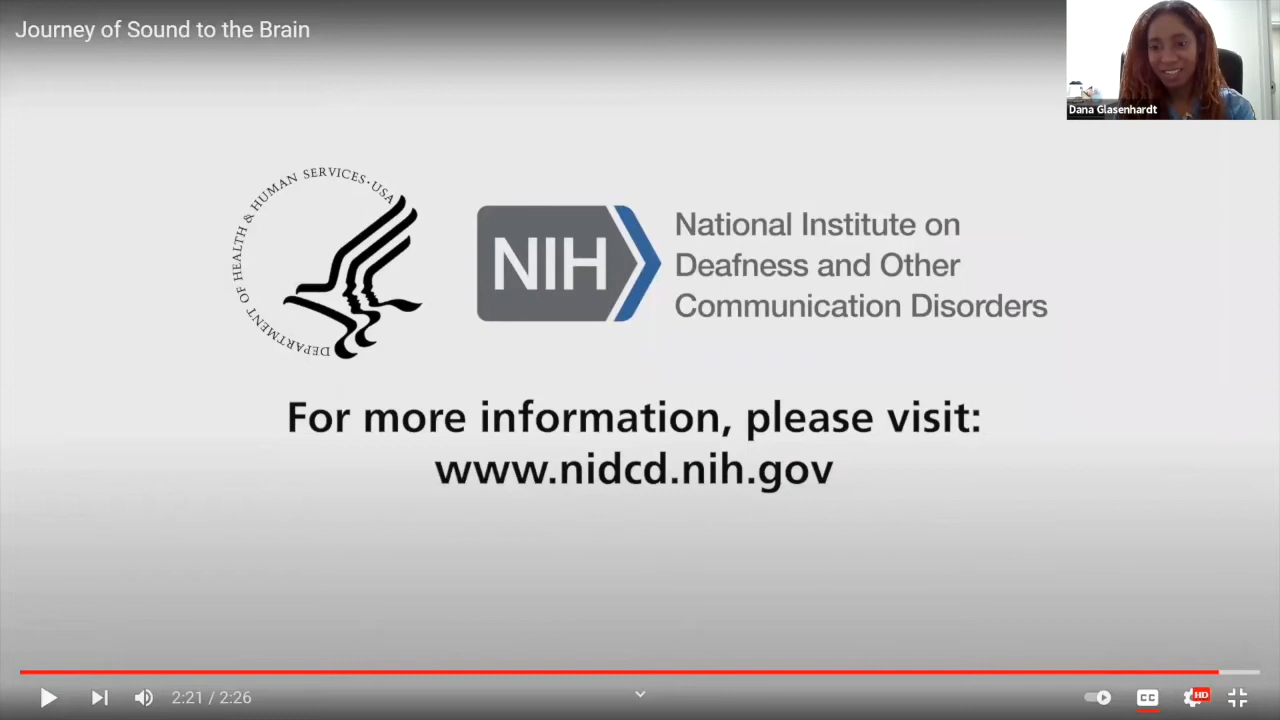 Journey of Sound to the Brain
Dana Glasenhardt
DEPARTMENT OF HEALTH & HUMAN SERVICES · USA
NIH
National Institute on
Deafness and Other
Communication Disorders
For more information, please visit:
www.nidcd.nih.gov
2:21 / 2:26
CC
HD